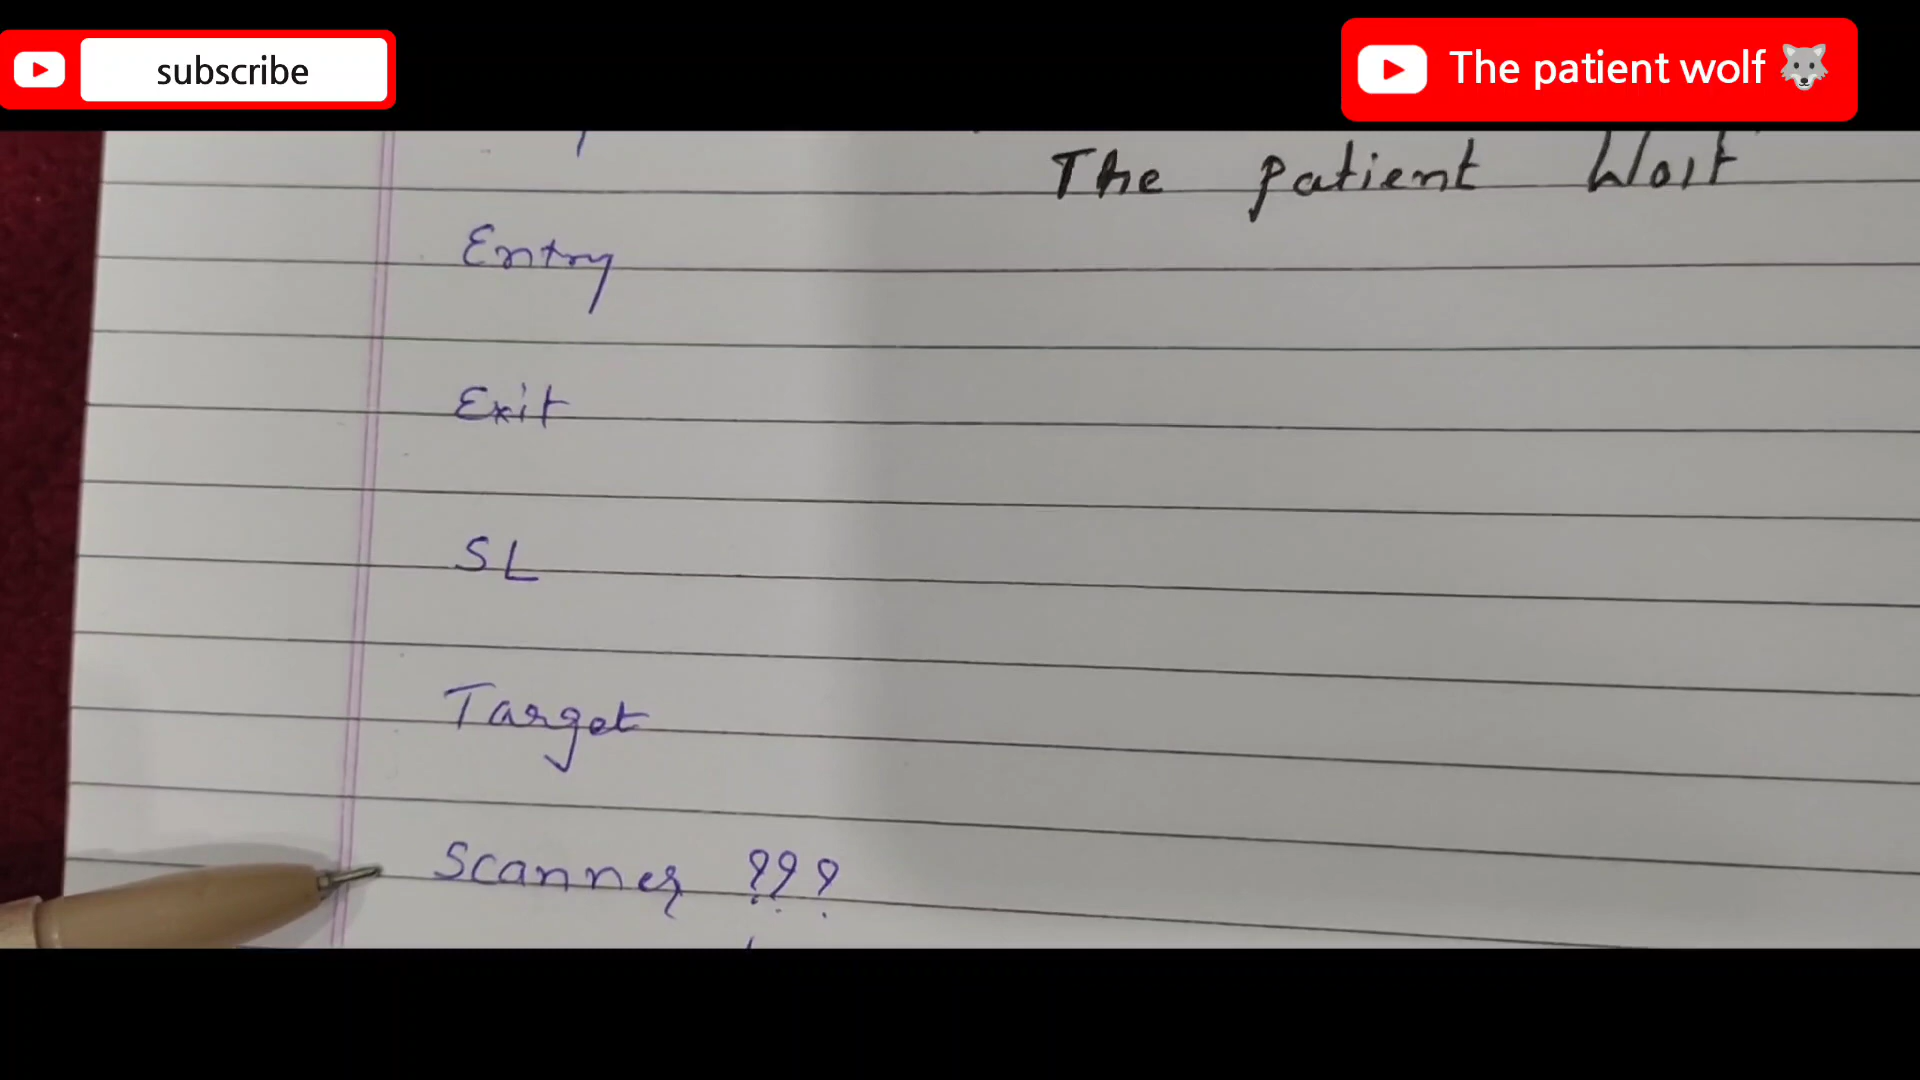 subscribe
The patient wolf
The patient Wolf
Entry
Exit
SL
Target
Scanner ???